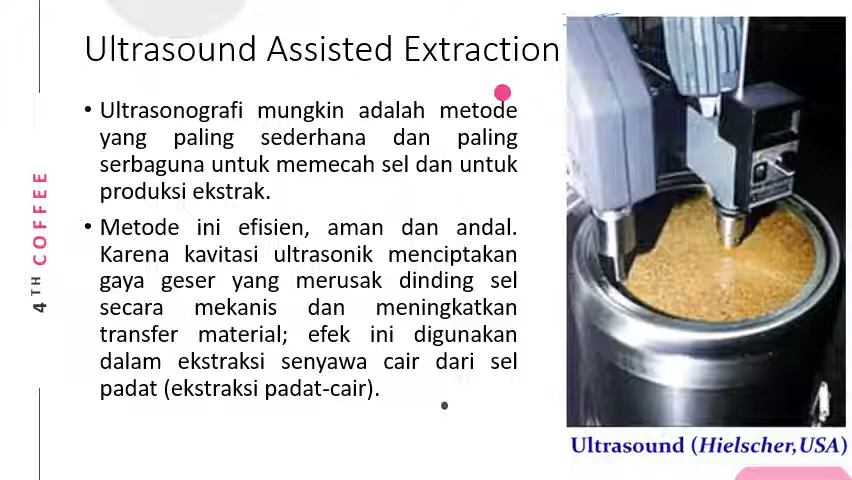 Ultrasound Assisted Extraction
• Ultrasonografi mungkin adalah metode
yang paling sederhana dan paling
serbaguna untuk memecah sel dan untuk
produksi ekstrak.
• Metode ini efisien, aman dan andal.
Karena kavitasi ultrasonik menciptakan
gaya geser yang merusak dinding sel
secara mekanis dan meningkatkan
transfer material; efek ini digunakan
dalam ekstraksi senyawa cair dari sel
padat (ekstraksi padat-cair).
4TH COFFEE
Ultrasound (Hielscher,USA)